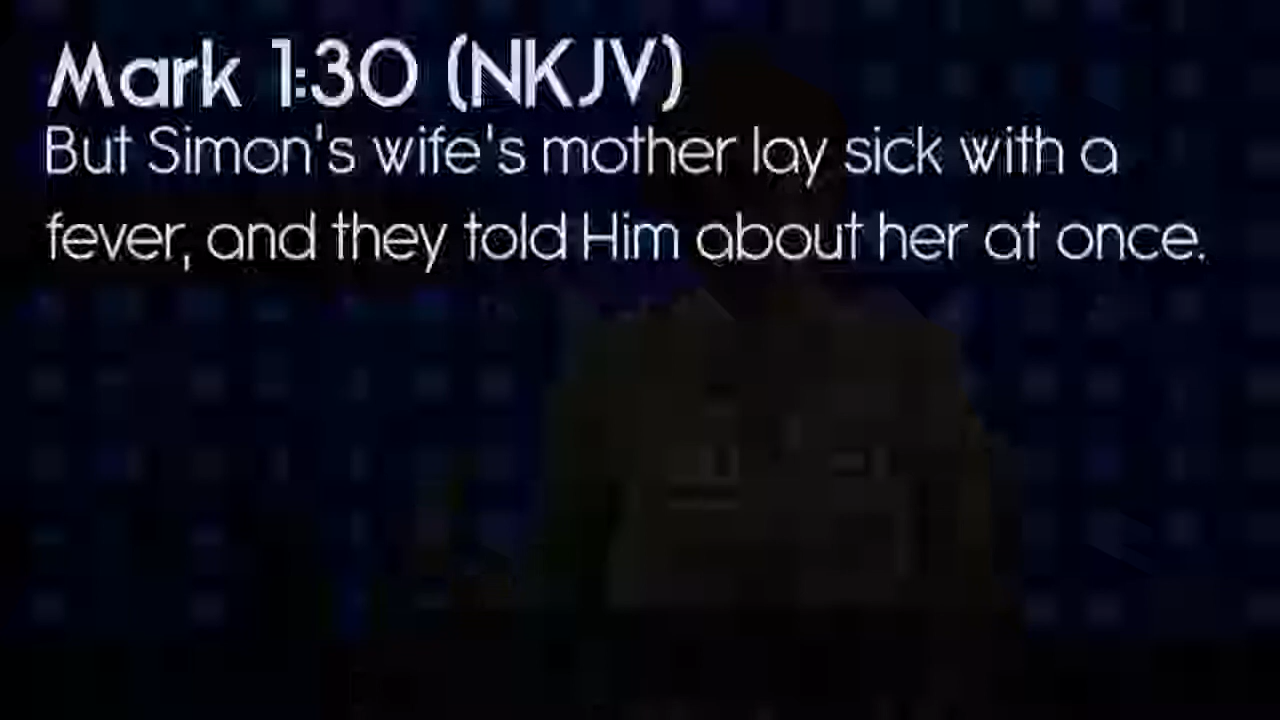 Mark 1:30 (NKJV)
But Simon's wife's mother lay sick with a
fever, and they told Him about her at once.